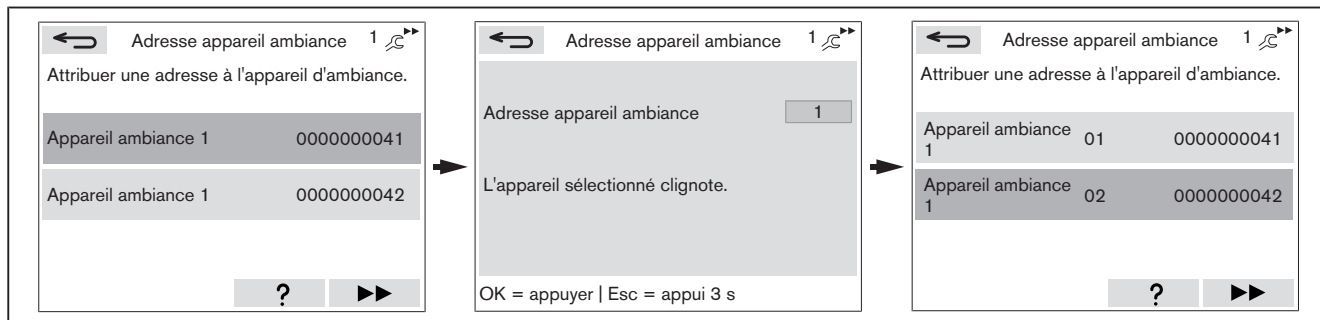 Adresse appareil ambiance 1
Attribuer une adresse à l'appareil d'ambiance.
Appareil ambiance 1 0000000041
Appareil ambiance 1 0000000042
?
Adresse appareil ambiance 1
Adresse appareil ambiance 1
L'appareil sélectionné clignote.
OK = appuyer | Esc = appui 3 s
Adresse appareil ambiance 1
Attribuer une adresse à l'appareil d'ambiance.
Appareil ambiance
1 01 0000000041
Appareil ambiance
1 02 0000000042
?